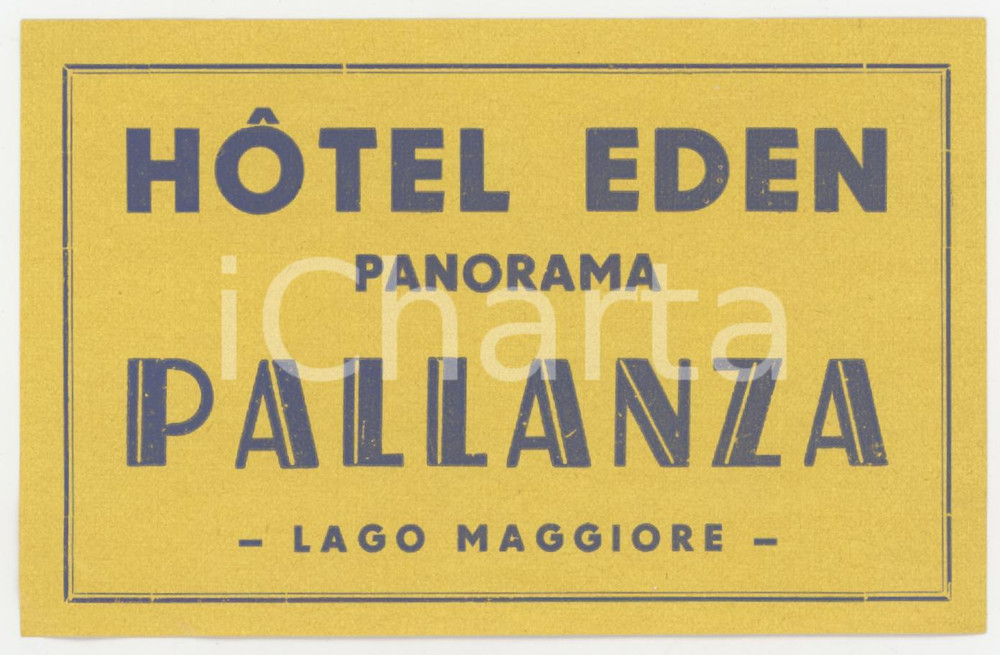 HÔTEL EDEN
PANORAMA
iCharta
PALLANZA
– LAGO MAGGIORE –